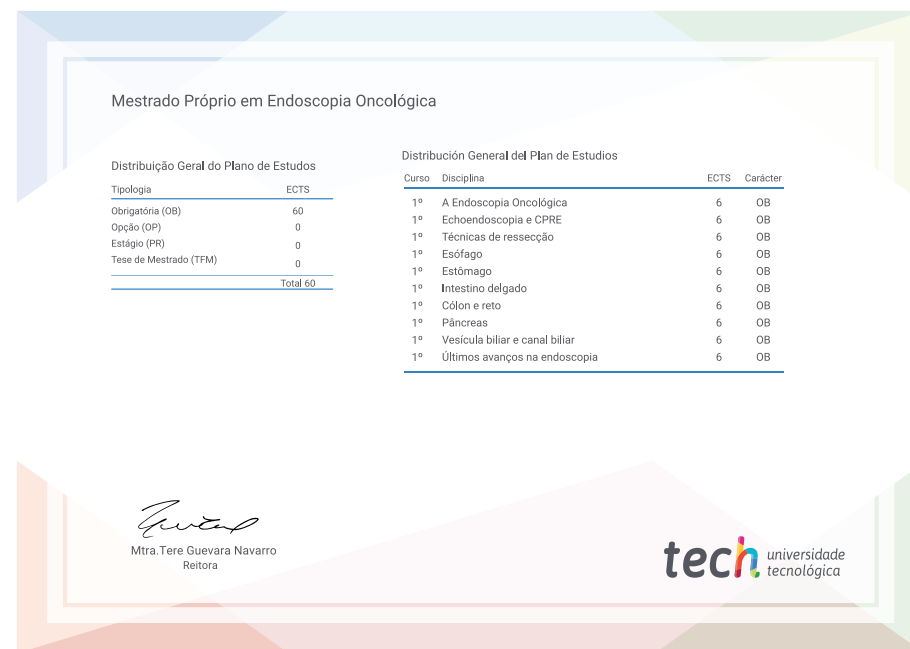 Mestrado Próprio em Endoscopia Oncológica
Distribuição Geral do Plano de Estudos
Tipologia ECTS
Obrigatória (OB) 60
Opção (OP) 0
Estágio (PR) 0
Tese de Mestrado (TFM) 0
Total 60
Distribución General del Plan de Estudios
Curso Disciplina ECTS Carácter
1º A Endoscopia Oncológica 6 OB
1º Echoendoscopia e CPRE 6 OB
1º Técnicas de ressecção 6 OB
1º Esófago 6 OB
1º Estômago 6 OB
1º Intestino delgado 6 OB
1º Cólon e reto 6 OB
1º Pâncreas 6 OB
1º Vesícula biliar e canal biliar 6 OB
1º Últimos avanços na endoscopia 6 OB
Mtra.Tere Guevara Navarro
Reitora
tech universidade
tecnológica